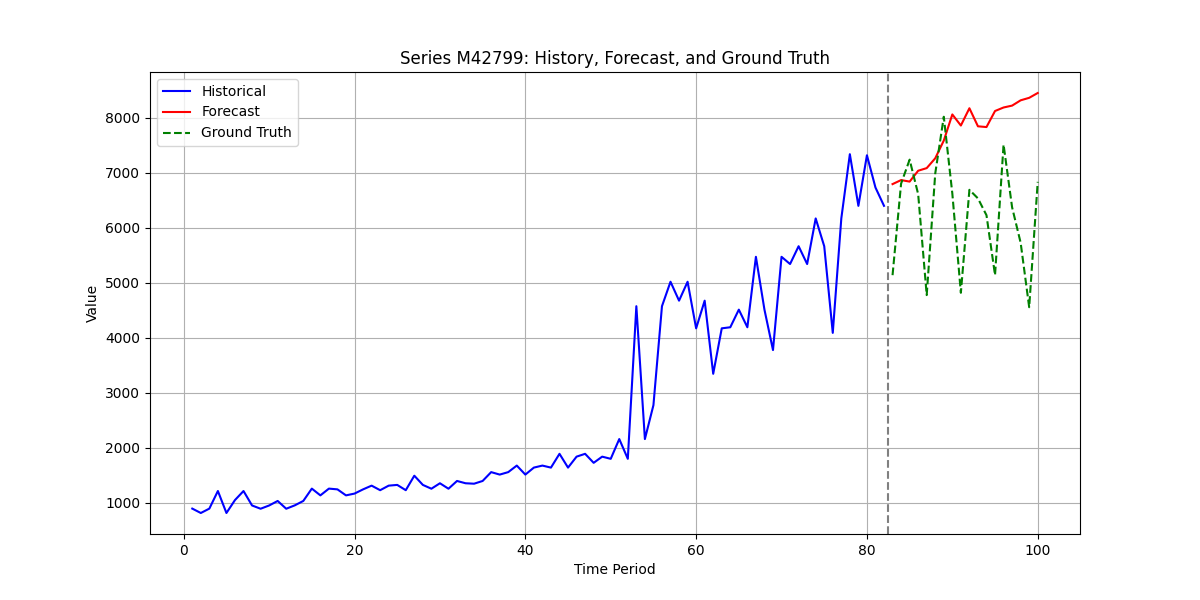 Series M42799: History, Forecast, and Ground Truth
Historical
Forecast
Ground Truth
8000
7000
6000
5000
4000
3000
2000
1000
Value
0
20
40
60
80
100
Time Period